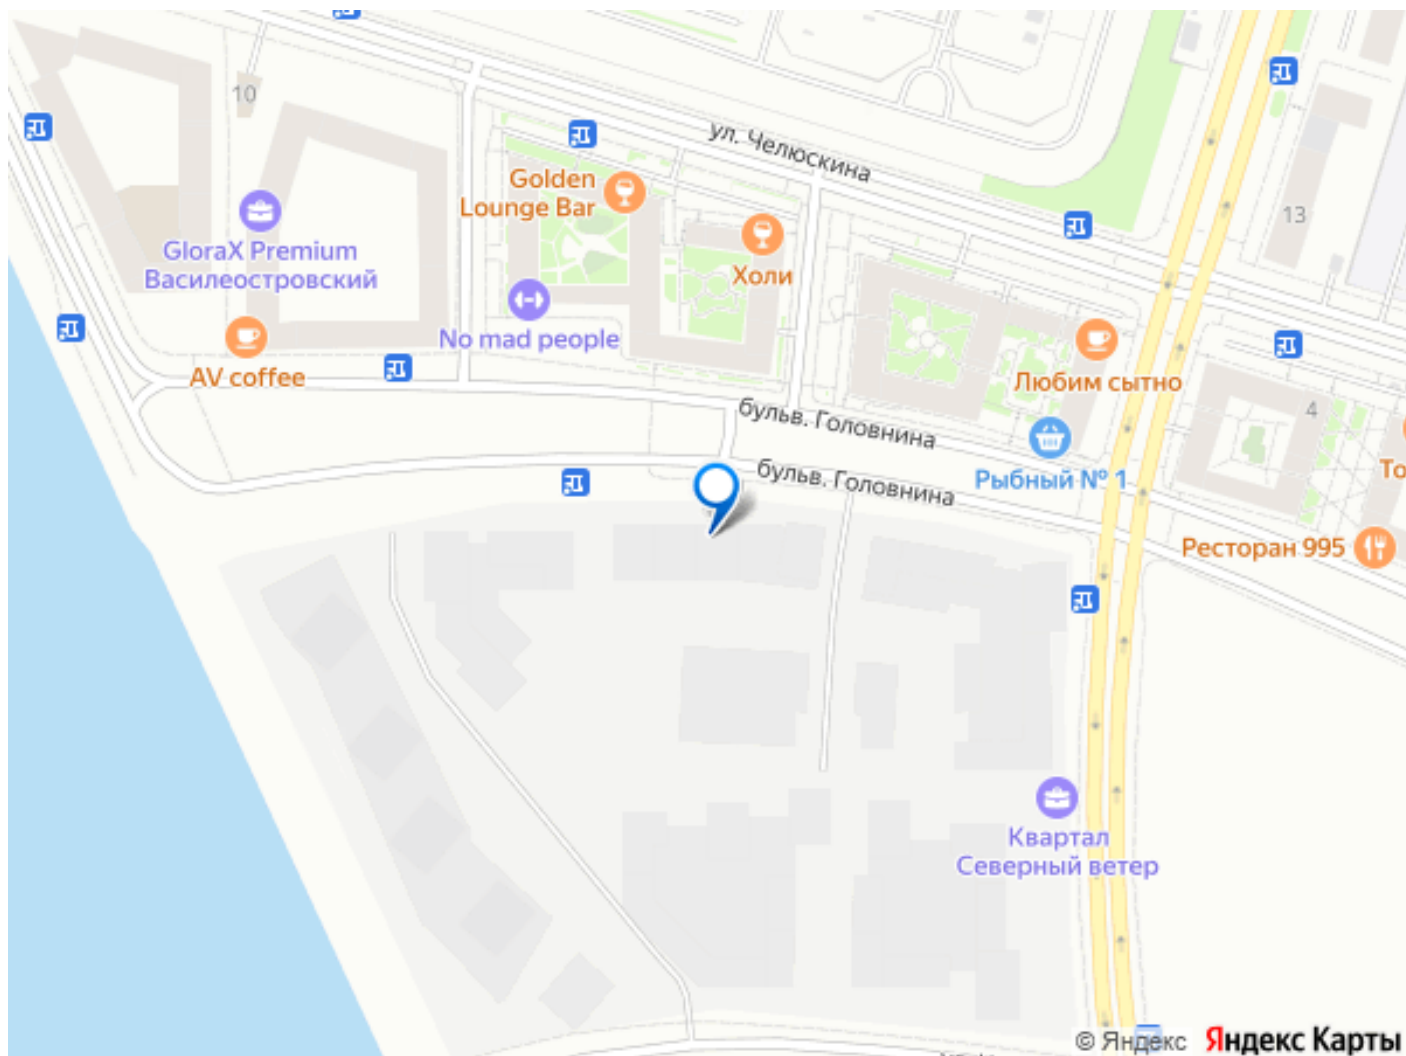 10
ул. Челюскина
Golden
Lounge Bar
13
GloraX Premium
Василеостровский
Холи
No mad people
AV coffee
Любим сытно
4
бульв. Головнина
бульв. Головнина
Рыбный № 1
То
Ресторан 995
Квартал
Северный ветер
© Яндекс Яндекс Карты